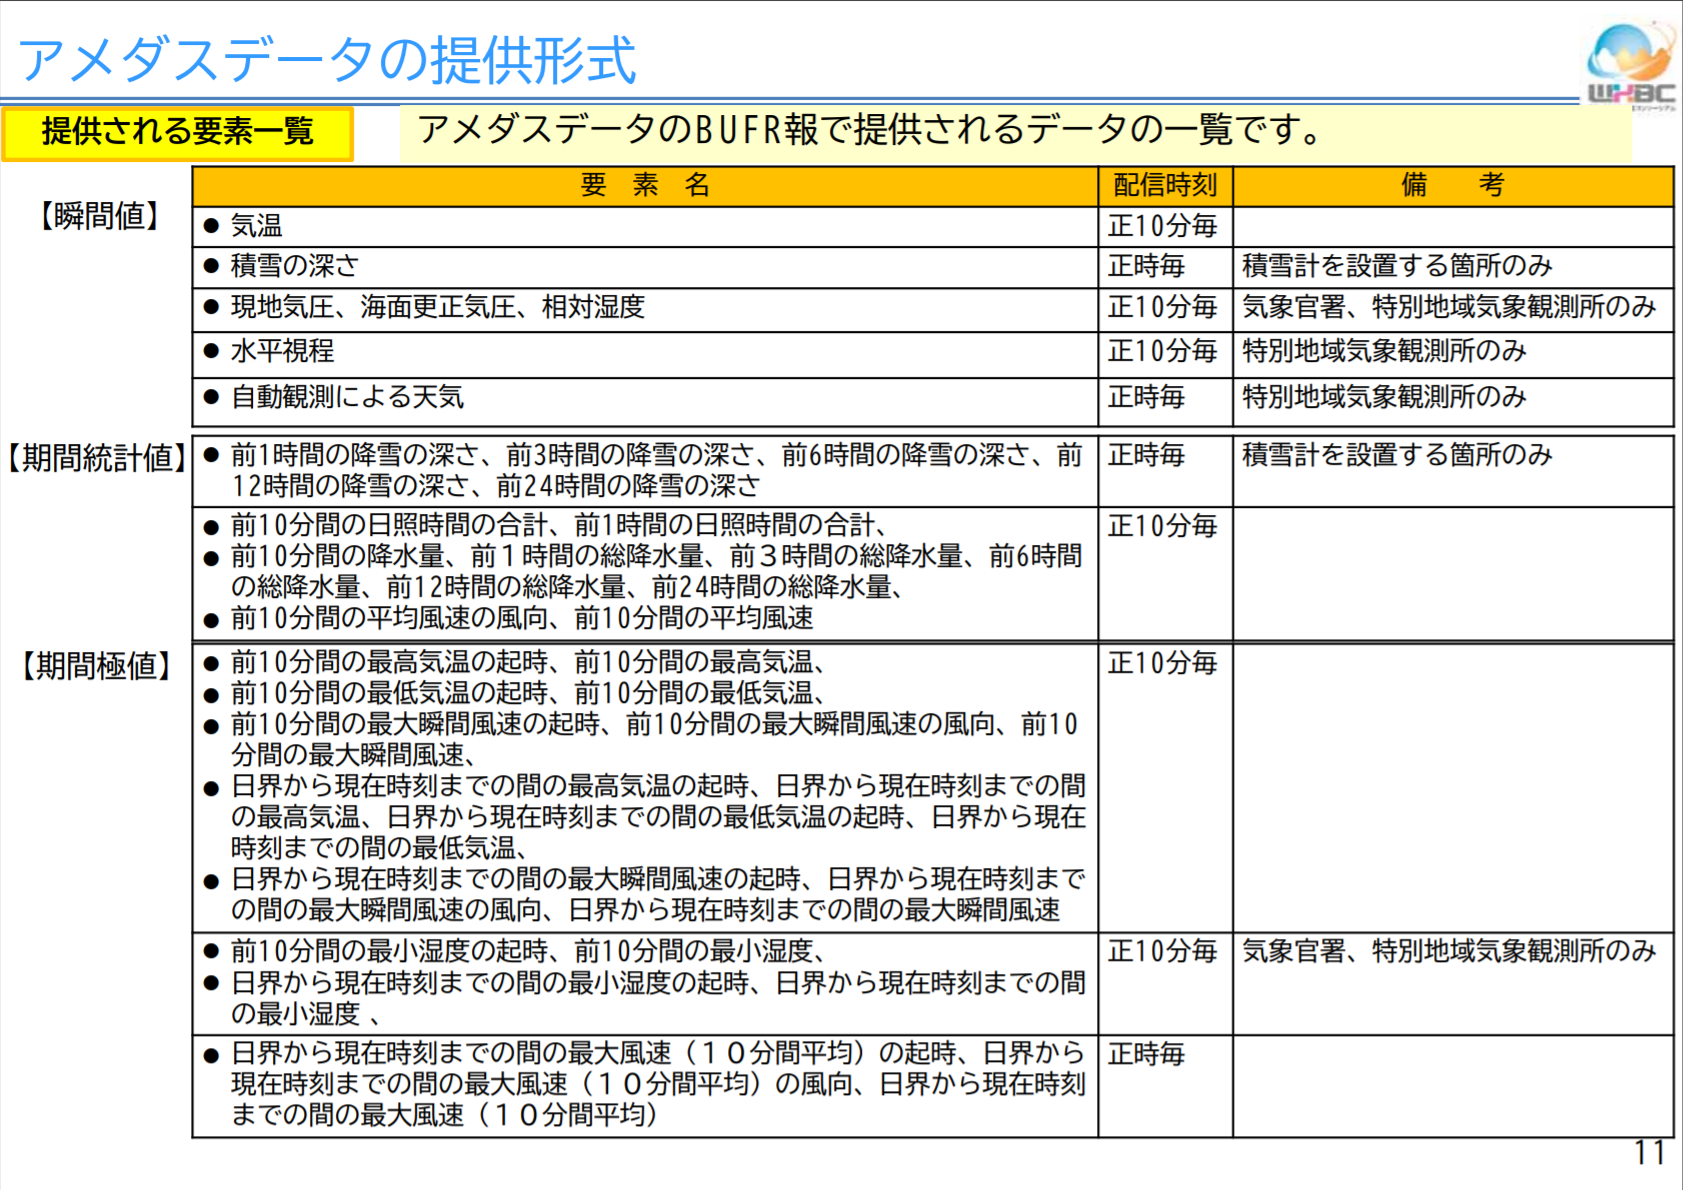 アメダスデータの提供形式
WXBC
提供される要素一覧
アメダスデータのBUFR報で提供されるデータの一覧です。
要 素 名 配信時刻 備 考
【瞬間値】
● 気温 正10分毎
● 積雪の深さ 正時毎 積雪計を設置する箇所のみ
● 現地気圧、海面更正気圧、相対湿度 正10分毎 気象官署、特別地域気象観測所のみ
● 水平視程 正10分毎 特別地域気象観測所のみ
● 自動観測による天気 正時毎 特別地域気象観測所のみ
【期間統計値】
● 前1時間の降雪の深さ、前3時間の降雪の深さ、前6時間の降雪の深さ、前 正時毎 積雪計を設置する箇所のみ
12時間の降雪の深さ、前24時間の降雪の深さ
● 前10分間の日照時間の合計、前1時間の日照時間の合計、 正10分毎
● 前10分間の降水量、前１時間の総降水量、前３時間の総降水量、前6時間
の総降水量、前12時間の総降水量、前24時間の総降水量、
● 前10分間の平均風速の風向、前10分間の平均風速
【期間極値】
● 前10分間の最高気温の起時、前10分間の最高気温、 正10分毎
● 前10分間の最低気温の起時、前10分間の最低気温、
● 前10分間の最大瞬間風速の起時、前10分間の最大瞬間風速の風向、前10
分間の最大瞬間風速、
● 日界から現在時刻までの間の最高気温の起時、日界から現在時刻までの間
の最高気温、日界から現在時刻までの間の最低気温の起時、日界から現在
時刻までの間の最低気温、
● 日界から現在時刻までの間の最大瞬間風速の起時、日界から現在時刻まで
の間の最大瞬間風速の風向、日界から現在時刻までの間の最大瞬間風速
● 前10分間の最小湿度の起時、前10分間の最小湿度、 正10分毎 気象官署、特別地域気象観測所のみ
● 日界から現在時刻までの間の最小湿度の起時、日界から現在時刻までの間
の最小湿度 、
● 日界から現在時刻までの間の最大風速（１０分間平均）の起時、日界から 正時毎
現在時刻までの間の最大風速（１０分間平均）の風向、日界から現在時刻
までの間の最大風速（１０分間平均）
11